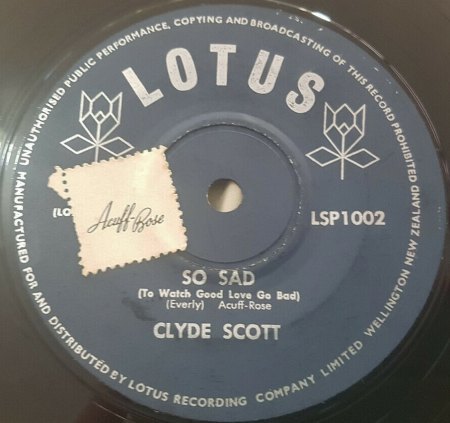 UNAUTHORISED PUBLIC PERFORMANCE, COPYING AND BROADCASTING OF THIS RECORD PROHIBITED
LOTUS
(LO
Acuff-Rose
LSP1002
SO SAD
(To Watch Good Love Go Bad)
(Everly) Acuff-Rose
CLYDE SCOTT
MANUFACTURED FOR AND DISTRIBUTED BY LOTUS RECORDING COMPANY LIMITED WELLINGTON NEW ZEALAND